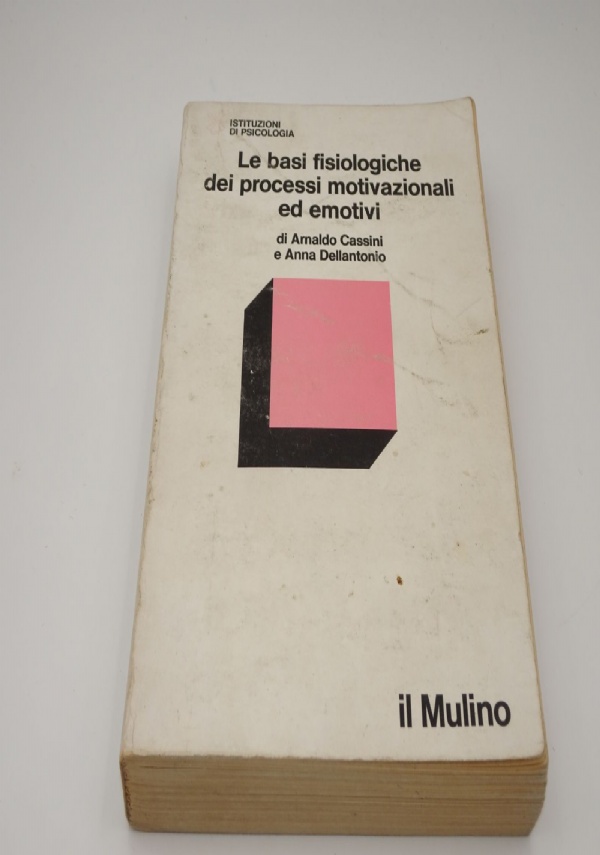 ISTITUZIONI
DI PSICOLOGIA
Le basi fisiologiche
dei processi motivazionali
ed emotivi
di Arnaldo Cassini
e Anna Dellantonio
il Mulino